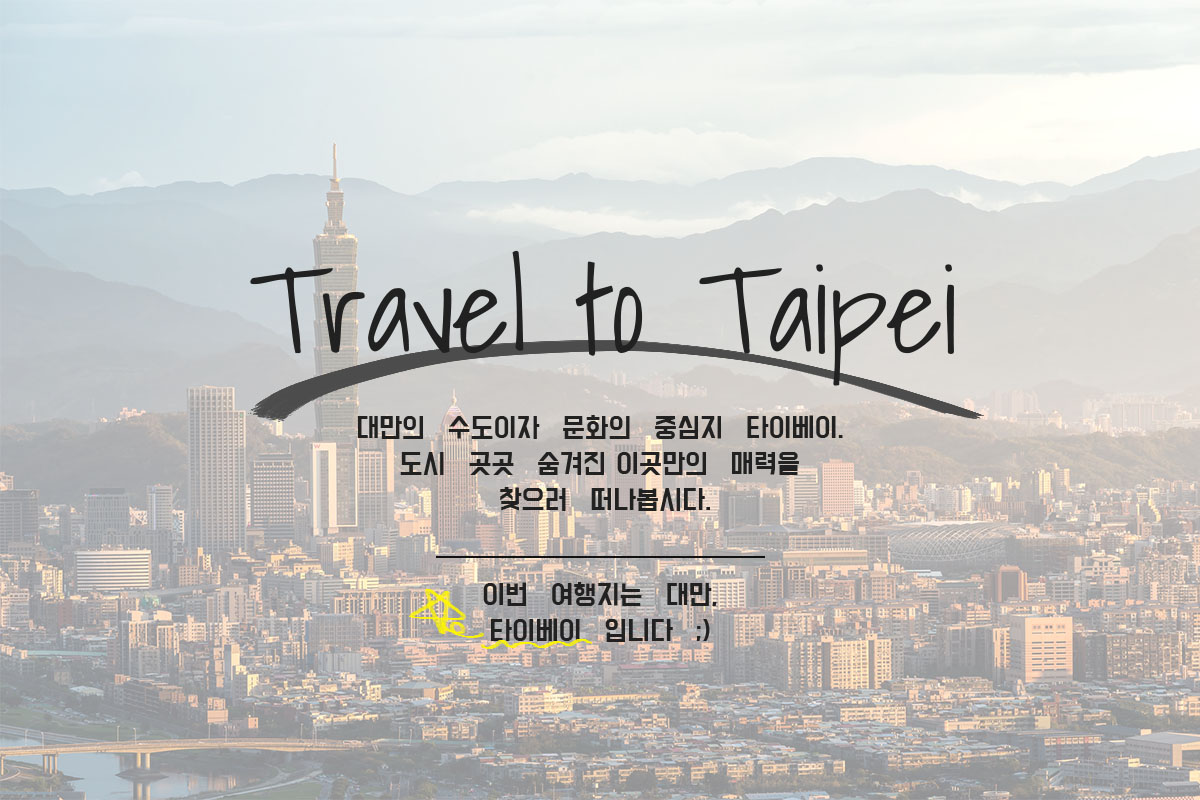 Travel to Taipei
대만의 수도이자 문화의 중심지 타이베이.
도시 곳곳 숨겨진 이곳만의 매력을
찾으러 떠나봅시다.
이번 여행지는 대만,
타이베이 입니다 ;)